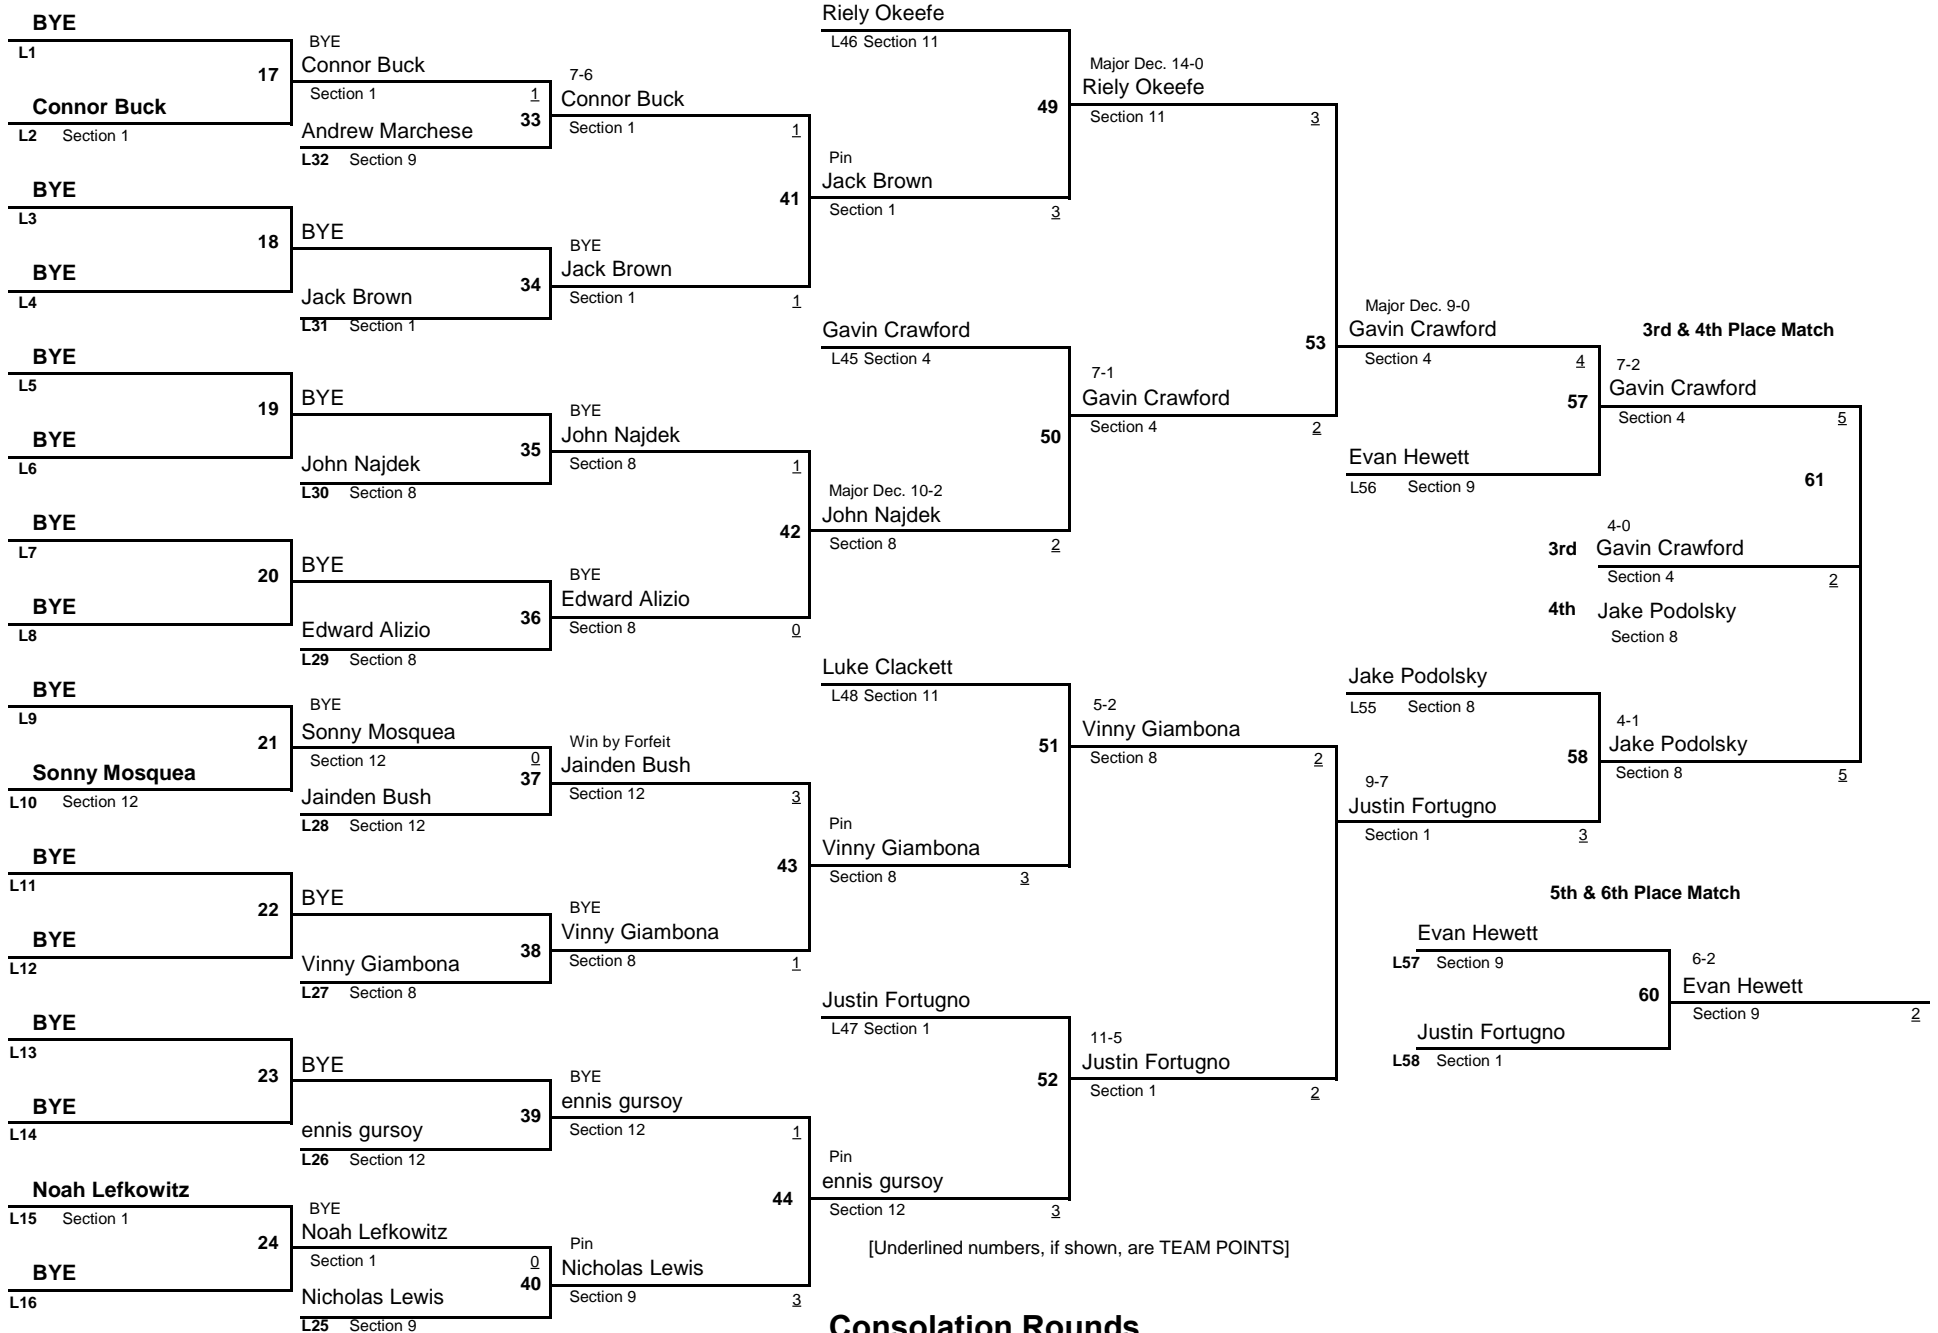 BYE
L1
17
Connor Buck
L2 Section 1
BYE
L3
18
BYE
L4
BYE
L5
19
BYE
L6
BYE
L7
20
BYE
L8
BYE
L9
21
Sonny Mosquea
L10 Section 12
BYE
L11
22
BYE
L12
BYE
L13
23
BYE
L14
Noah Lefkowitz
L15 Section 1
24
BYE
L16
BYE
Connor Buck
Section 1 1
33
Andrew Marchese
L32 Section 9
BYE
34
Jack Brown
L31 Section 1
BYE
35
John Najdek
L30 Section 8
BYE
36
Edward Alizio
L29 Section 8
BYE
Sonny Mosquea
Section 12 0
37
Jainden Bush
L28 Section 12
BYE
38
Vinny Giambona
L27 Section 8
BYE
39
ennis gursoy
L26 Section 12
BYE
Noah Lefkowitz
Section 1 0
40
Nicholas Lewis
L25 Section 9
7-6
Connor Buck
Section 1 1
41
BYE
Jack Brown
Section 1 1
BYE
John Najdek
Section 8 1
42
BYE
Edward Alizio
Section 8 0
Win by Forfeit
Jainden Bush
Section 12 3
43
BYE
Vinny Giambona
Section 8 1
BYE
ennis gursoy
Section 12 1
44
Pin
Nicholas Lewis
Section 9 3
Riely Okeefe
L46 Section 11
49
Pin
Jack Brown
Section 1 3
Gavin Crawford
L45 Section 4
50
Major Dec. 10-2
John Najdek
Section 8 2
Luke Clackett
L48 Section 11
51
Pin
Vinny Giambona
Section 8 3
Justin Fortugno
L47 Section 1
52
Pin
ennis gursoy
Section 12 3
Major Dec. 14-0
Riely Okeefe
Section 11 3
53
7-1
Gavin Crawford
Section 4 2
5-2
Vinny Giambona
Section 8 2
11-5
Justin Fortugno
Section 1 2
Major Dec. 9-0
Gavin Crawford
Section 4 4
57
Evan Hewett
L56 Section 9
Jake Podolsky
L55 Section 8
58
9-7
Justin Fortugno
Section 1 3
3rd & 4th Place Match
7-2
Gavin Crawford
Section 4 5
61
4-0
3rd Gavin Crawford
Section 4 2
4th Jake Podolsky
Section 8
4-1
Jake Podolsky
Section 8 5
5th & 6th Place Match
Evan Hewett
L57 Section 9
60
Justin Fortugno
L58 Section 1
6-2
Evan Hewett
Section 9 2
[Underlined numbers, if shown, are TEAM POINTS]
Consolation Rounds